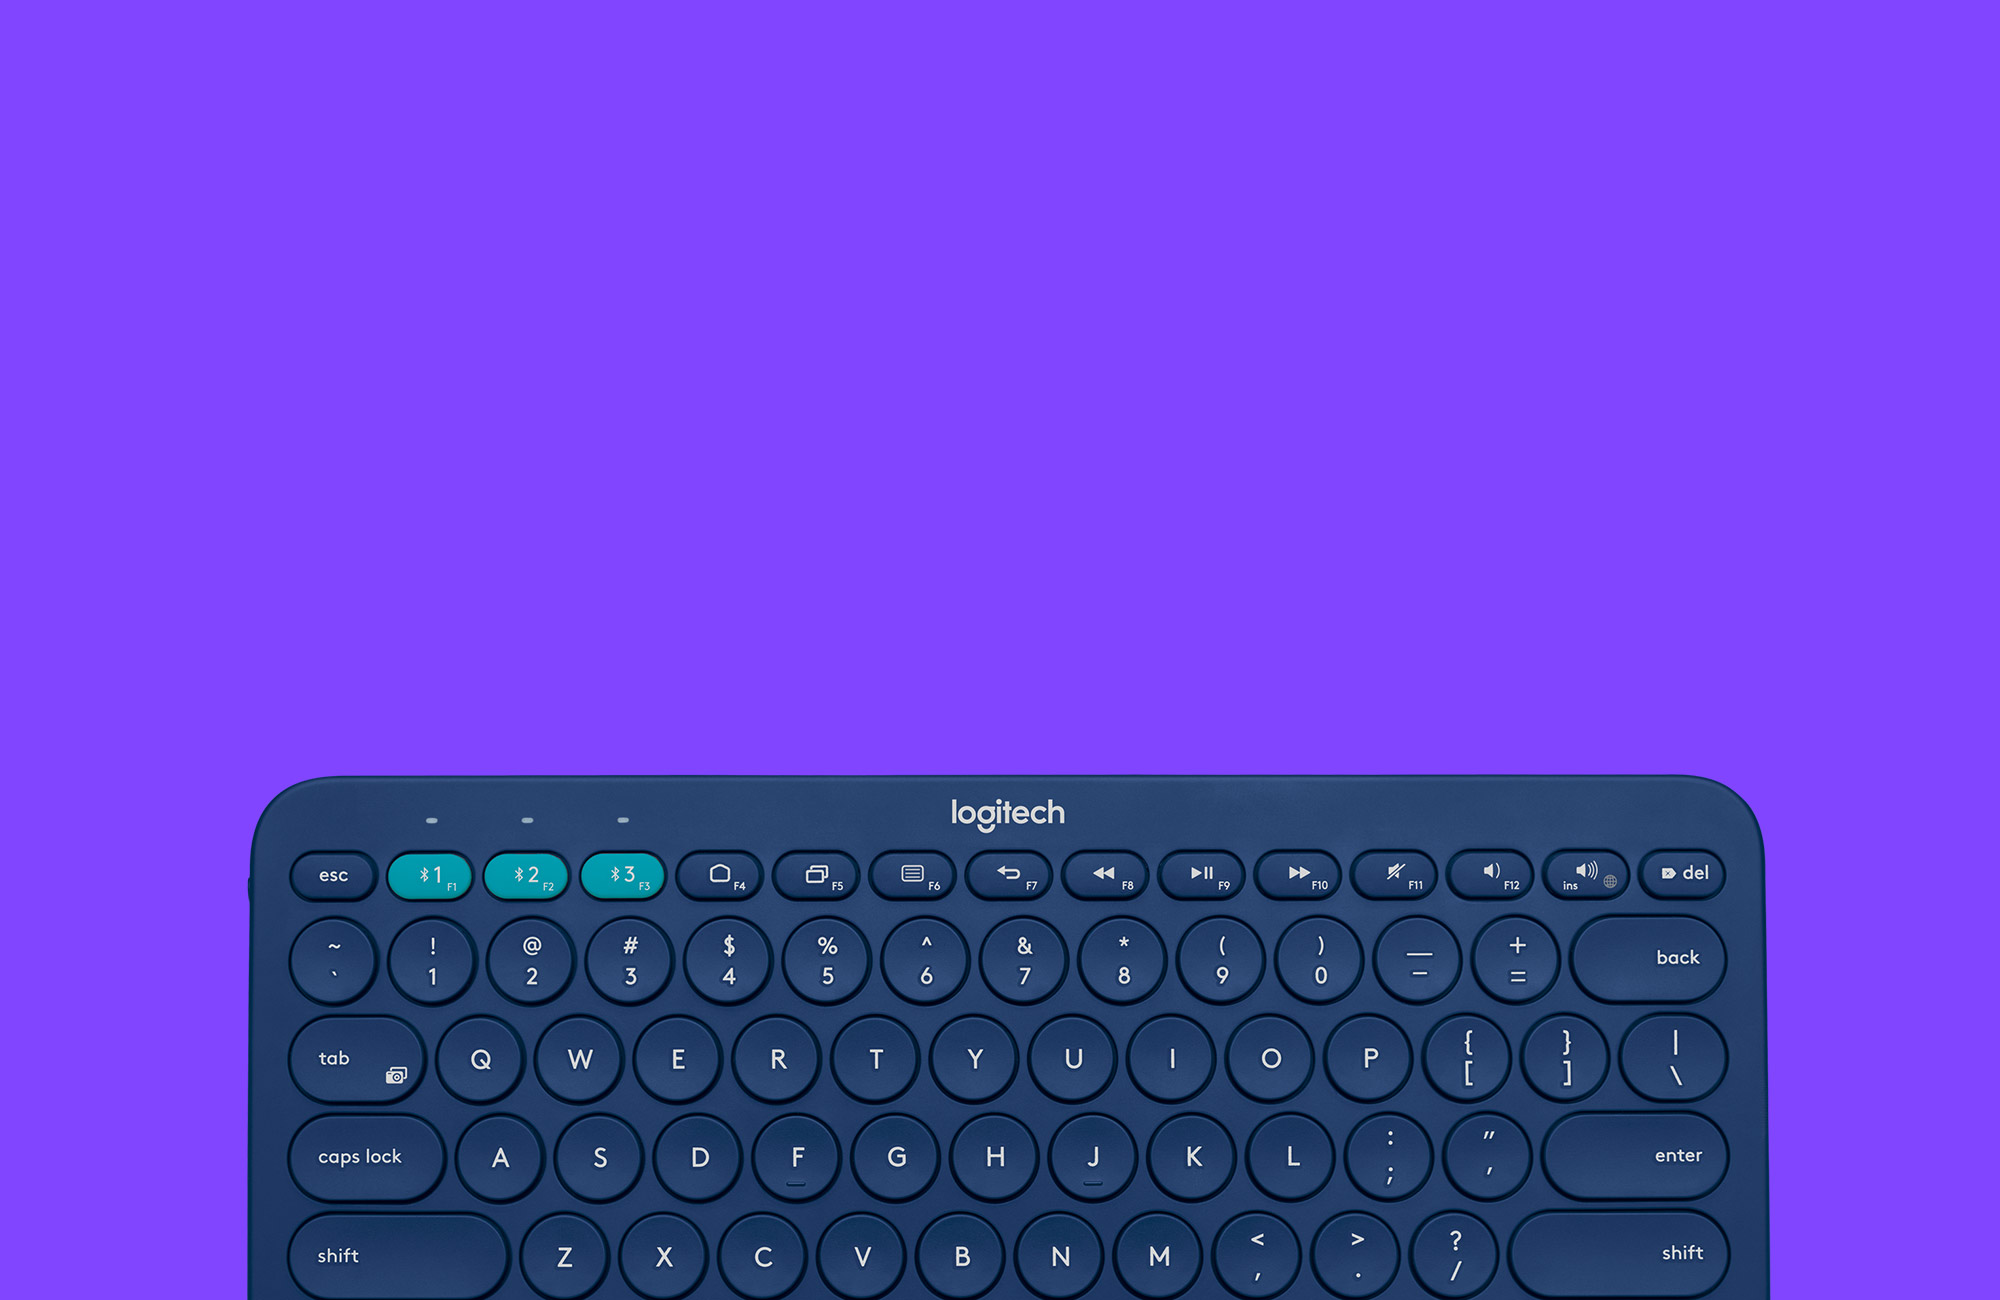 logitech
esc 1 F1 2 F2 3 F3 F4 F5 F6 F7 F8 F9 F10 F11 F12 ins del
~ ! @ # $ % ^ & * ( ) — +
` 1 2 3 4 5 6 7 8 9 0 - = back
tab Q W E R T Y U I O P { [ } ] | \
caps lock A S D F G H J K L : ; " ' enter
shift Z X C V B N M < , > . ? / shift